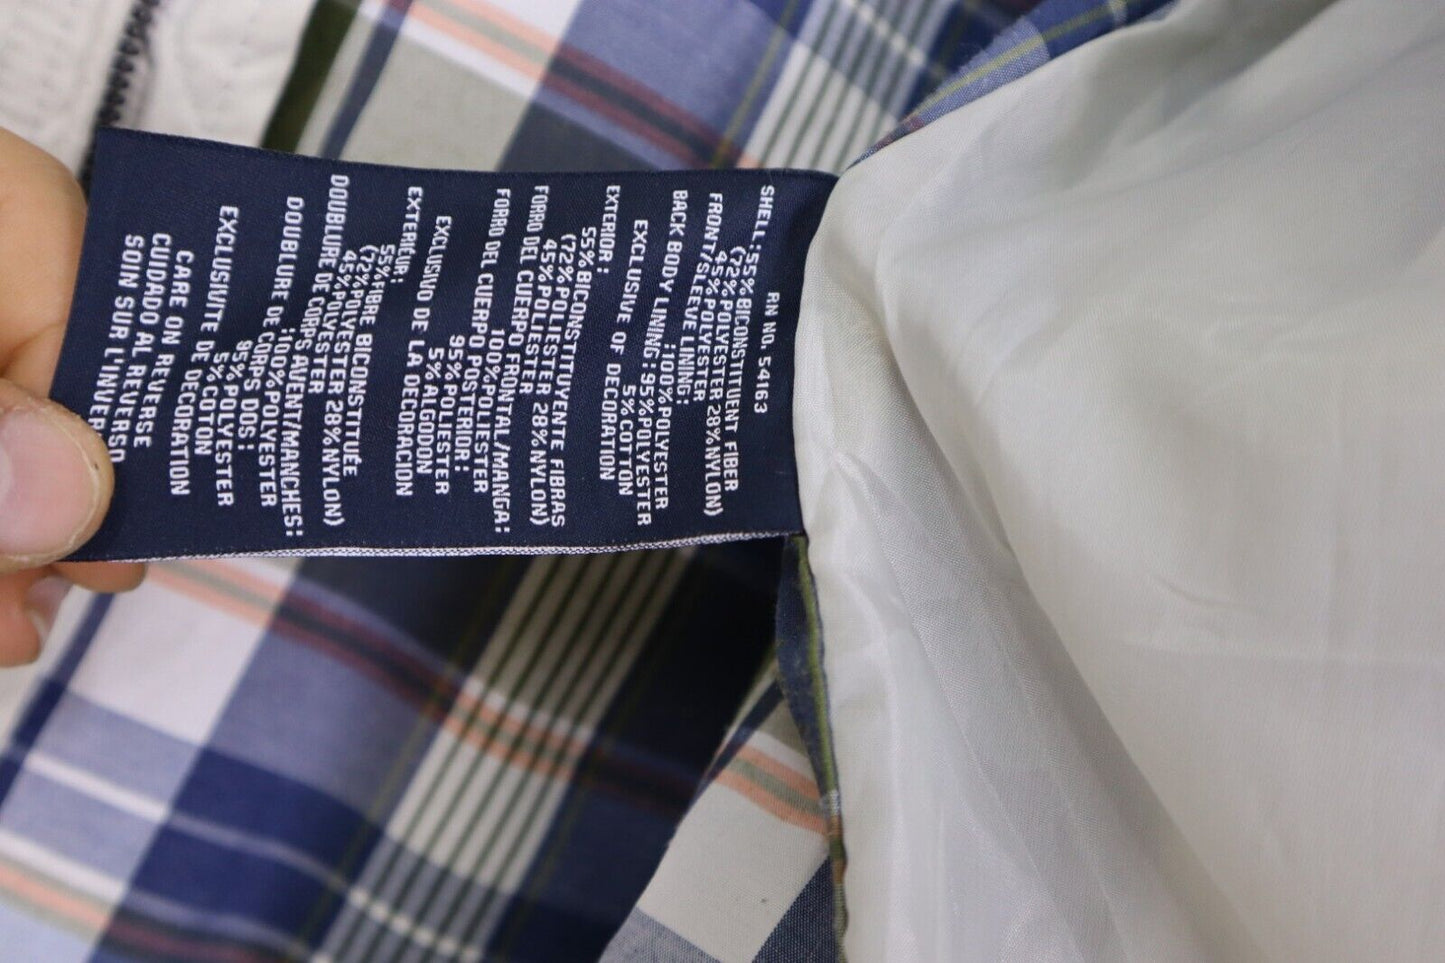 RN NO. 54163
SHELL: 55% BICONSTITUENT FIBER
(72% POLYESTER 28% NYLON)
45% POLYESTER
FRONT/SLEEVE LINING:
100% POLYESTER
BACK BODY LINING: 95% POLYESTER
5% COTTON
EXCLUSIVE OF DECORATION
EXTERIOR:
55% BICONSTITUYENTE FIBRAS
(72% POLIESTER 28% NYLON)
45% POLIESTER
FORRO DEL CUERPO FRONTAL/MANGA:
100% POLIESTER
FORRO DEL CUERPO POSTERIOR:
95% POLIESTER
5% ALGODON
EXCLUSIVO DE LA DECORACION
EXTERIEUR:
55% FIBRE BICONSTITUÉE
(72% POLYESTER 28% NYLON)
45% POLYESTER
DOUBLURE DE CORPS AVENT/MANCHES:
100% POLYESTER
DOUBLURE DE CORPS DOS:
95% POLYESTER
5% COTON
EXCLUSIVITE DE DECORATION
CARE ON REVERSE
CUIDADO AL REVERSE
SOIN SUR L'INVERSO